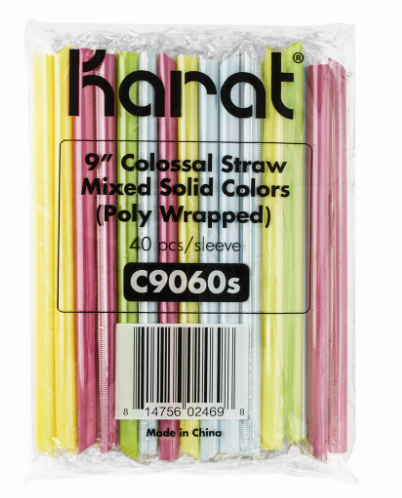 Karat®
9" Colossal Straw
Mixed Solid Colors
(Poly Wrapped)
40 pcs/sleeve
C9060s
8 14756 02469 8
Made in China